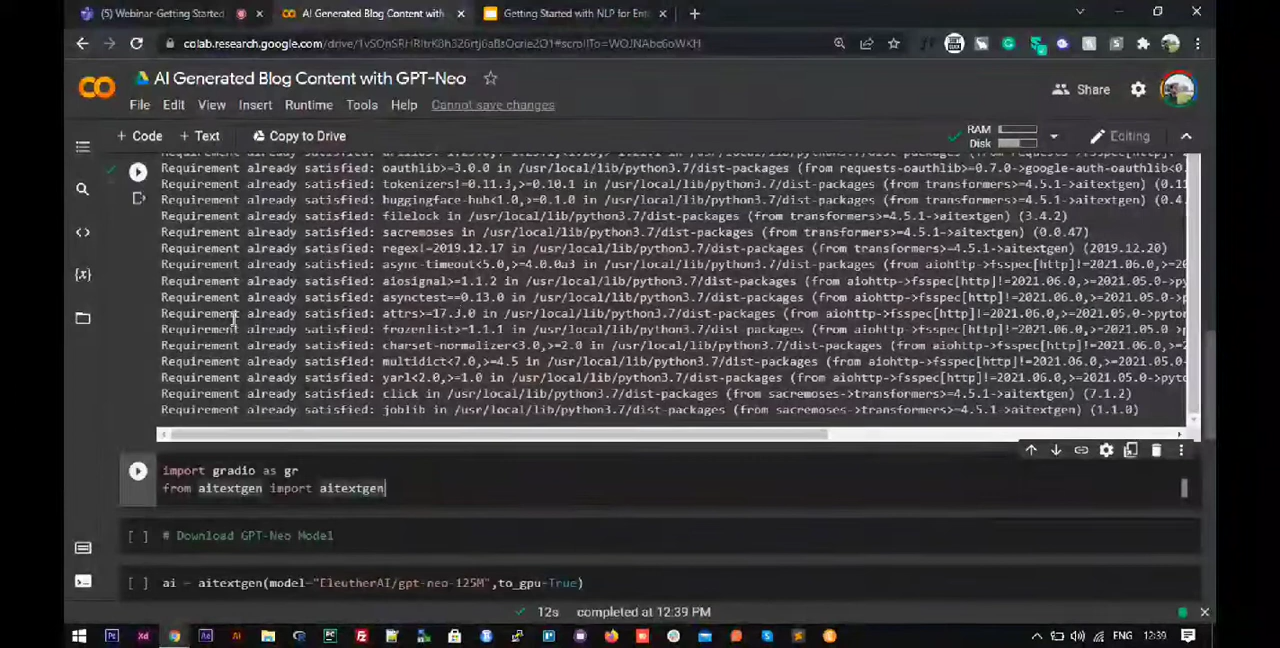 (5) Webinar-Getting Started
AI Generated Blog Content with
Getting Started with NLP for Ent
colab.research.google.com/drive/
AI Generated Blog Content with GPT-Neo
File Edit View Insert Runtime Tools Help Cannot save changes
Share
+ Code + Text Copy to Drive
RAM
Disk
Editing
Requirement already satisfied: oauthlib>=3.0.0 in /usr/local/lib/python3.7/dist-packages (from requests-oauthlib>=0.7.0->google-auth-oauthlib<0
Requirement already satisfied: tokenizers!=0.11.3,>=0.10.1 in /usr/local/lib/python3.7/dist-packages (from transformers>=4.5.1->aitextgen) (0.11
Requirement already satisfied: huggingface-hub<1.0,>=0.1.0 in /usr/local/lib/python3.7/dist-packages (from transformers>=4.5.1->aitextgen) (0.4.
Requirement already satisfied: filelock in /usr/local/lib/python3.7/dist-packages (from transformers>=4.5.1->aitextgen) (3.4.2)
Requirement already satisfied: sacremoses in /usr/local/lib/python3.7/dist-packages (from transformers>=4.5.1->aitextgen) (0.0.47)
Requirement already satisfied: regex!=2019.12.17 in /usr/local/lib/python3.7/dist-packages (from transformers>=4.5.1->aitextgen) (2019.12.20)
Requirement already satisfied: async-timeout<5.0,>=4.0.0a3 in /usr/local/lib/python3.7/dist-packages (from aiohttp->fsspec[http]!=2021.06.0,>=20
Requirement already satisfied: aiosignal>=1.1.2 in /usr/local/lib/python3.7/dist-packages (from aiohttp->fsspec[http]!=2021.06.0,>=2021.05.0->py
Requirement already satisfied: asynctest==0.13.0 in /usr/local/lib/python3.7/dist-packages (from aiohttp->fsspec[http]!=2021.06.0,>=2021.05.0->p
Requirement already satisfied: attrs>=17.3.0 in /usr/local/lib/python3.7/dist-packages (from aiohttp->fsspec[http]!=2021.06.0,>=2021.05.0->pytor
Requirement already satisfied: frozenlist>=1.1.1 in /usr/local/lib/python3.7/dist-packages (from aiohttp->fsspec[http]!=2021.06.0,>=2021.05.0->p
Requirement already satisfied: charset-normalizer<3.0,>=2.0 in /usr/local/lib/python3.7/dist-packages (from aiohttp->fsspec[http]!=2021.06.0,>=2
Requirement already satisfied: multidict<7.0,>=4.5 in /usr/local/lib/python3.7/dist-packages (from aiohttp->fsspec[http]!=2021.06.0,>=2021.05.0-
Requirement already satisfied: yarl<2.0,>=1.0 in /usr/local/lib/python3.7/dist-packages (from aiohttp->fsspec[http]!=2021.06.0,>=2021.05.0->pyto
Requirement already satisfied: click in /usr/local/lib/python3.7/dist-packages (from sacremoses->transformers>=4.5.1->aitextgen) (7.1.2)
Requirement already satisfied: joblib in /usr/local/lib/python3.7/dist-packages (from sacremoses->transformers>=4.5.1->aitextgen) (1.1.0)
import gradio as gr
from aitextgen import aitextgen
[ ] # Download GPT-Neo Model
[ ] ai = aitextgen(model="EleutherAI/gpt-neo-125M",to_gpu=True)
12s completed at 12:39 PM
ENG 12:39